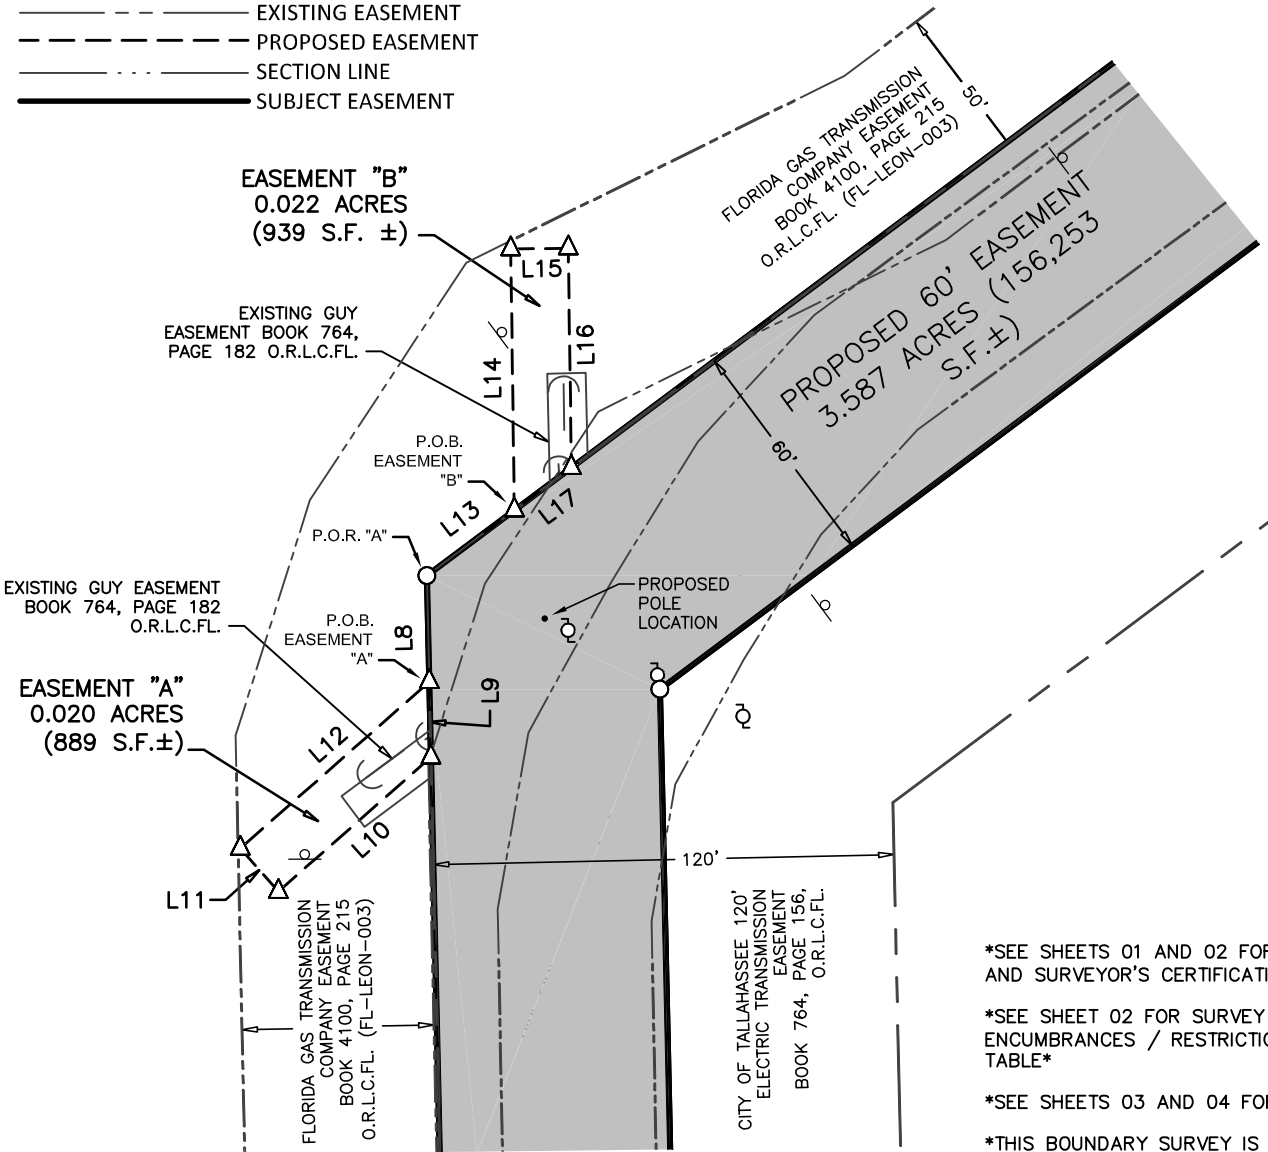 EXISTING EASEMENT
PROPOSED EASEMENT
SECTION LINE
SUBJECT EASEMENT
EASEMENT "B"
0.022 ACRES
(939 S.F. ±)
EXISTING GUY
EASEMENT BOOK 764,
PAGE 182 O.R.L.C.FL.
L15
L14
L16
P.O.B.
EASEMENT
"B"
L13
L17
FLORIDA GAS TRANSMISSION
COMPANY EASEMENT
BOOK 4100, PAGE 215
O.R.L.C.FL. (FL-LEON-003)
50'
PROPOSED 60' EASEMENT
3.587 ACRES (156,253
S.F.±)
60'
P.O.R. "A"
PROPOSED
POLE
LOCATION
EXISTING GUY EASEMENT
BOOK 764, PAGE 182
O.R.L.C.FL.
P.O.B.
EASEMENT
"A"
L8
L9
EASEMENT "A"
0.020 ACRES
(889 S.F.±)
L12
L10
L11
120'
FLORIDA GAS TRANSMISSION
COMPANY EASEMENT
BOOK 4100, PAGE 215
O.R.L.C.FL. (FL-LEON-003)
CITY OF TALLAHASSEE 120'
ELECTRIC TRANSMISSION
EASEMENT
BOOK 764, PAGE 156,
O.R.L.C.FL.
*SEE SHEETS 01 AND 02 FOR
AND SURVEYOR'S CERTIFICATI
*SEE SHEET 02 FOR SURVEY
ENCUMBRANCES / RESTRICTIO
TABLE*
*SEE SHEETS 03 AND 04 FO
*THIS BOUNDARY SURVEY IS